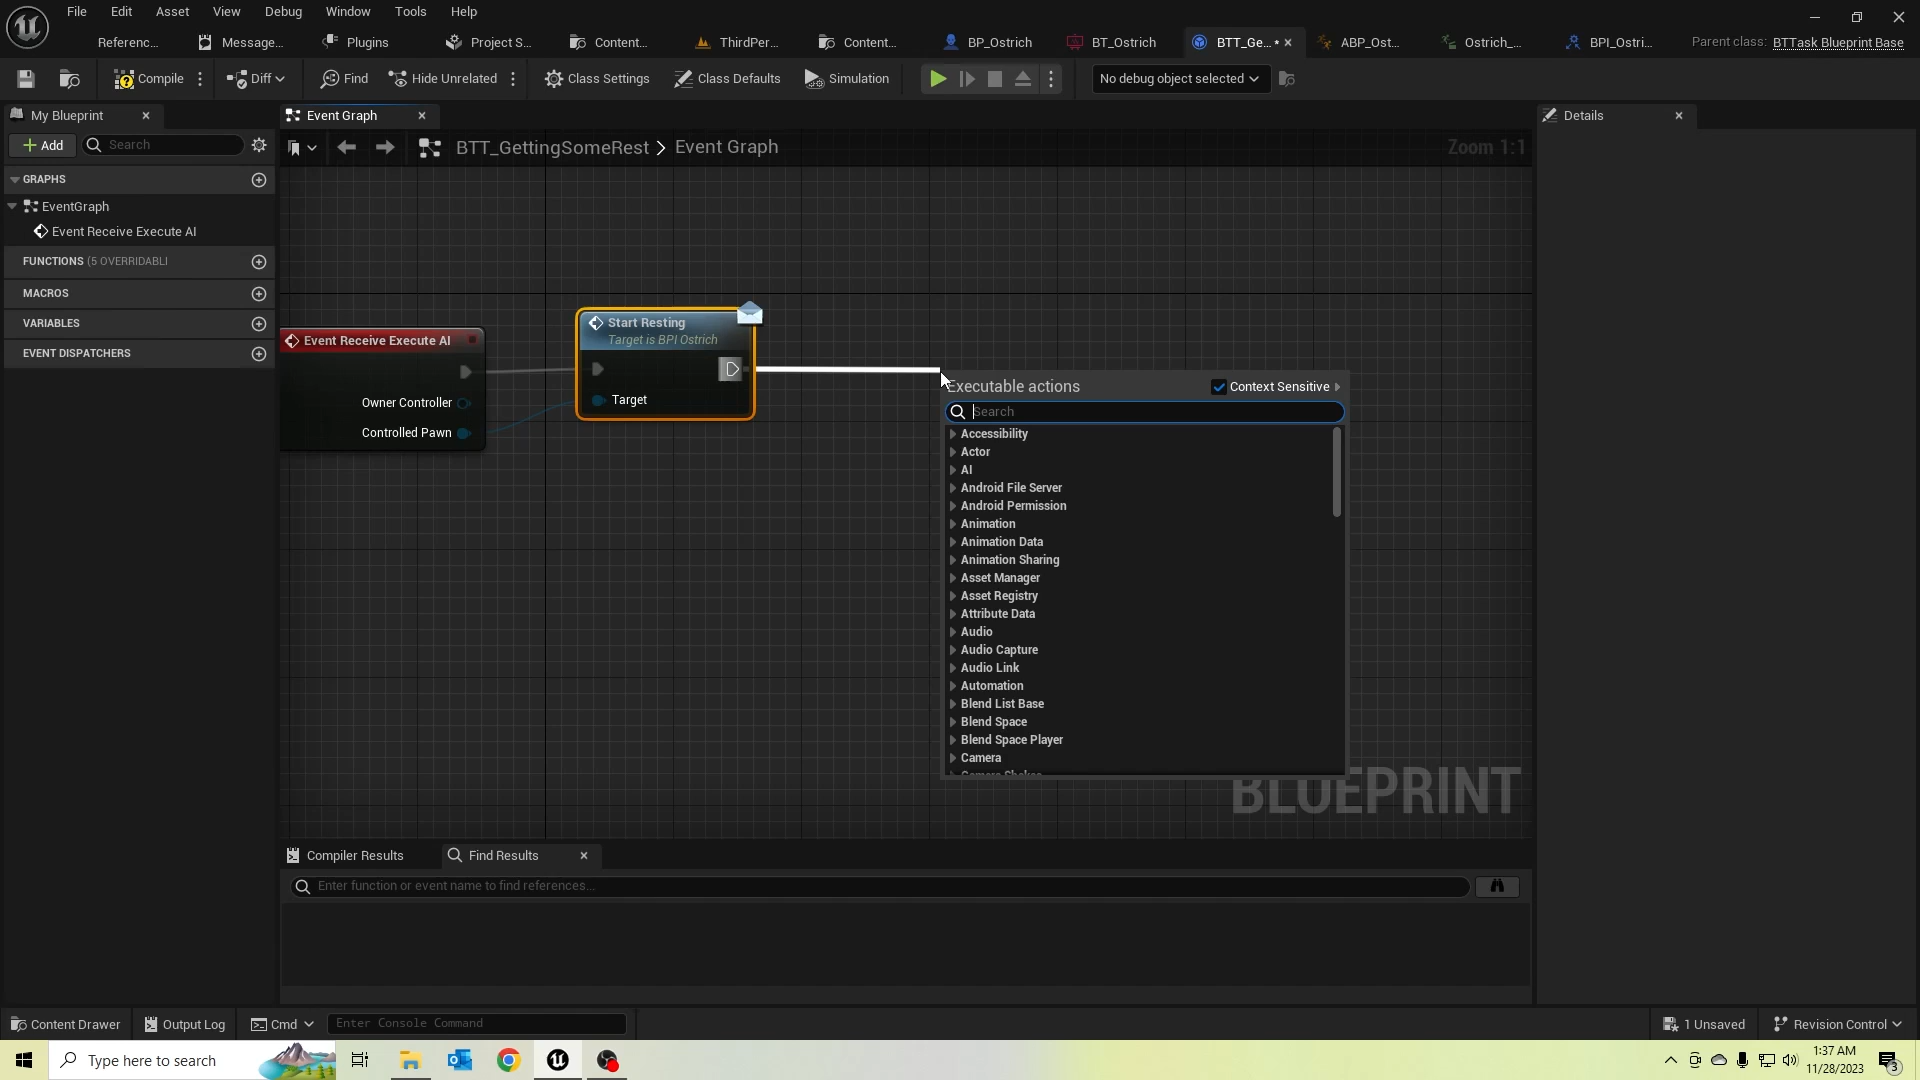 File Edit Asset View Debug Window Tools Help
Referenc... Message... Plugins Project S... Content... ThirdPer... Content... BP_Ostrich BT_Ostrich BTT_Ge... * ABP_Ost... Ostrich_... BPI_Ostri... Parent class: BTTask Blueprint Base
Compile Diff Find Hide Unrelated Class Settings Class Defaults Simulation No debug object selected
My Blueprint
Event Graph
Details
Add Search
BTT_GettingSomeRest > Event Graph
Zoom 1:1
GRAPHS
EventGraph
Event Receive Execute AI
FUNCTIONS (5 OVERRIDABLI
MACROS
VARIABLES
EVENT DISPATCHERS
Event Receive Execute AI
Owner Controller
Controlled Pawn
Start Resting
Target is BPI Ostrich
Target
Executable actions
Context Sensitive
Search
Accessibility
Actor
AI
Android File Server
Android Permission
Animation
Animation Data
Animation Sharing
Asset Manager
Asset Registry
Attribute Data
Audio
Audio Capture
Audio Link
Automation
Blend List Base
Blend Space
Blend Space Player
Camera
BLUEPRINT
Compiler Results Find Results
Enter function or event name to find references...
Content Drawer Output Log Cmd Enter Console Command
1 Unsaved Revision Control
Type here to search
1:37 AM
11/28/2023
3